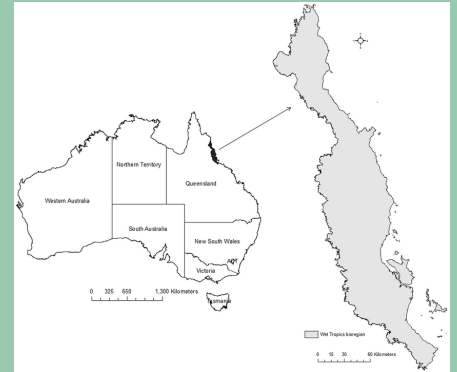 Northern Territory
Queensland
Western Australia
South Australia
New South Wales
ACT
Victoria
Tasmania
0 325 650 1,300 Kilometers
Wet Tropics bioregion
0 15 30 60 Kilometers